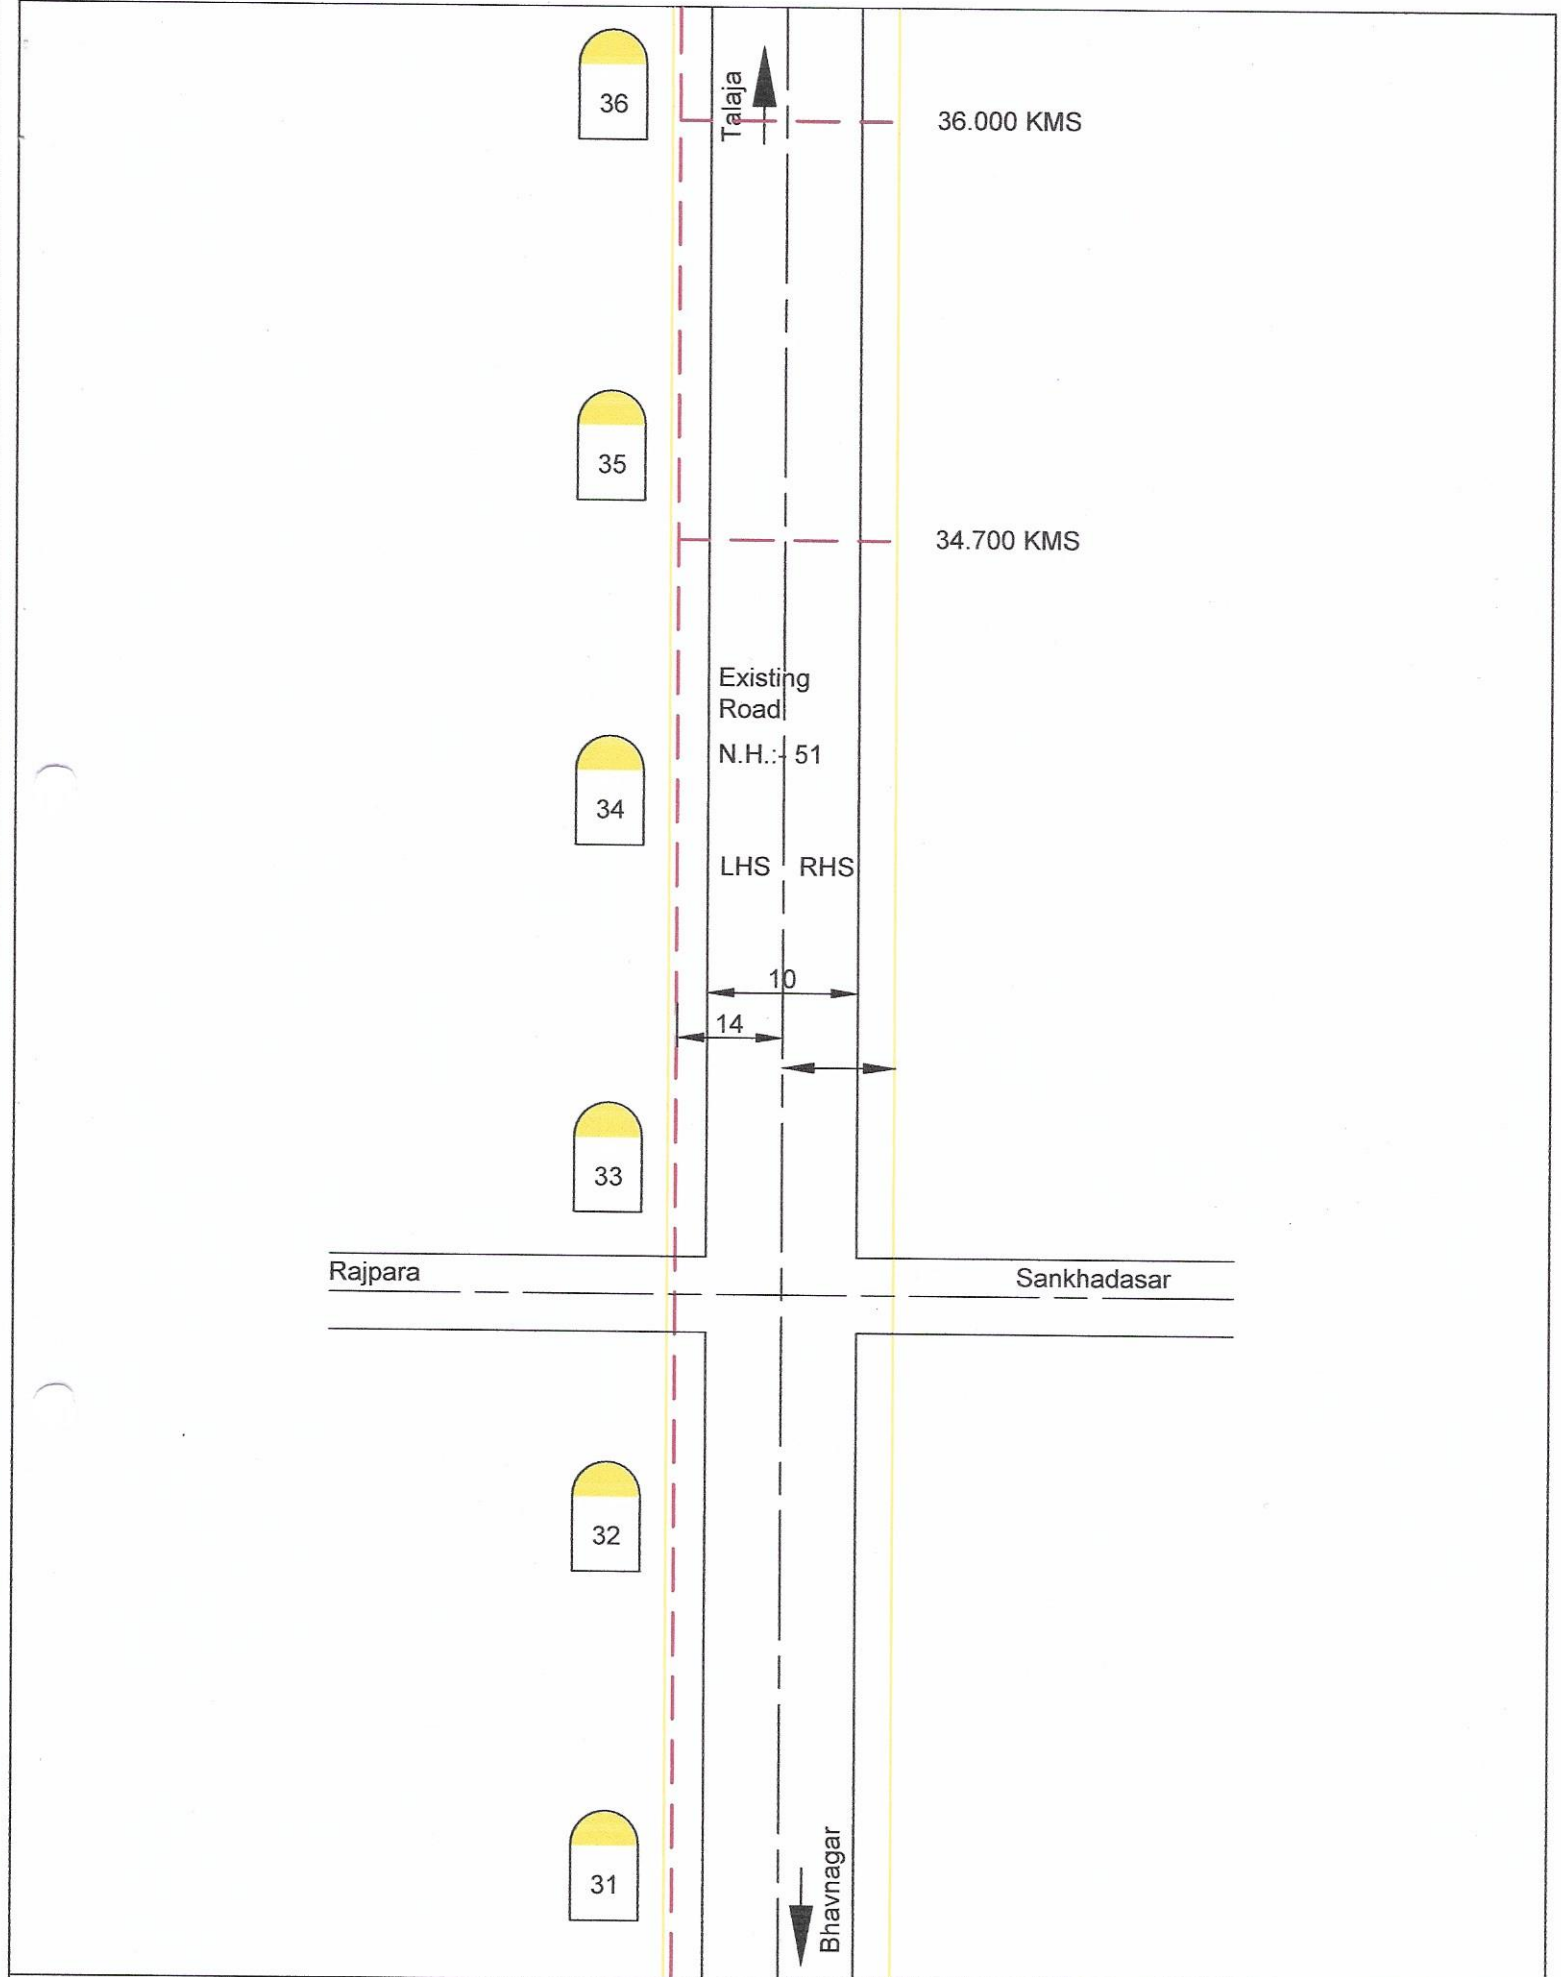 36
Talaja
36.000 KMS
35
34.700 KMS
Existing
Road
N.H.:- 51
34
LHS RHS
10
14
33
Rajpara
Sankhadasar
32
31
Bhavnagar